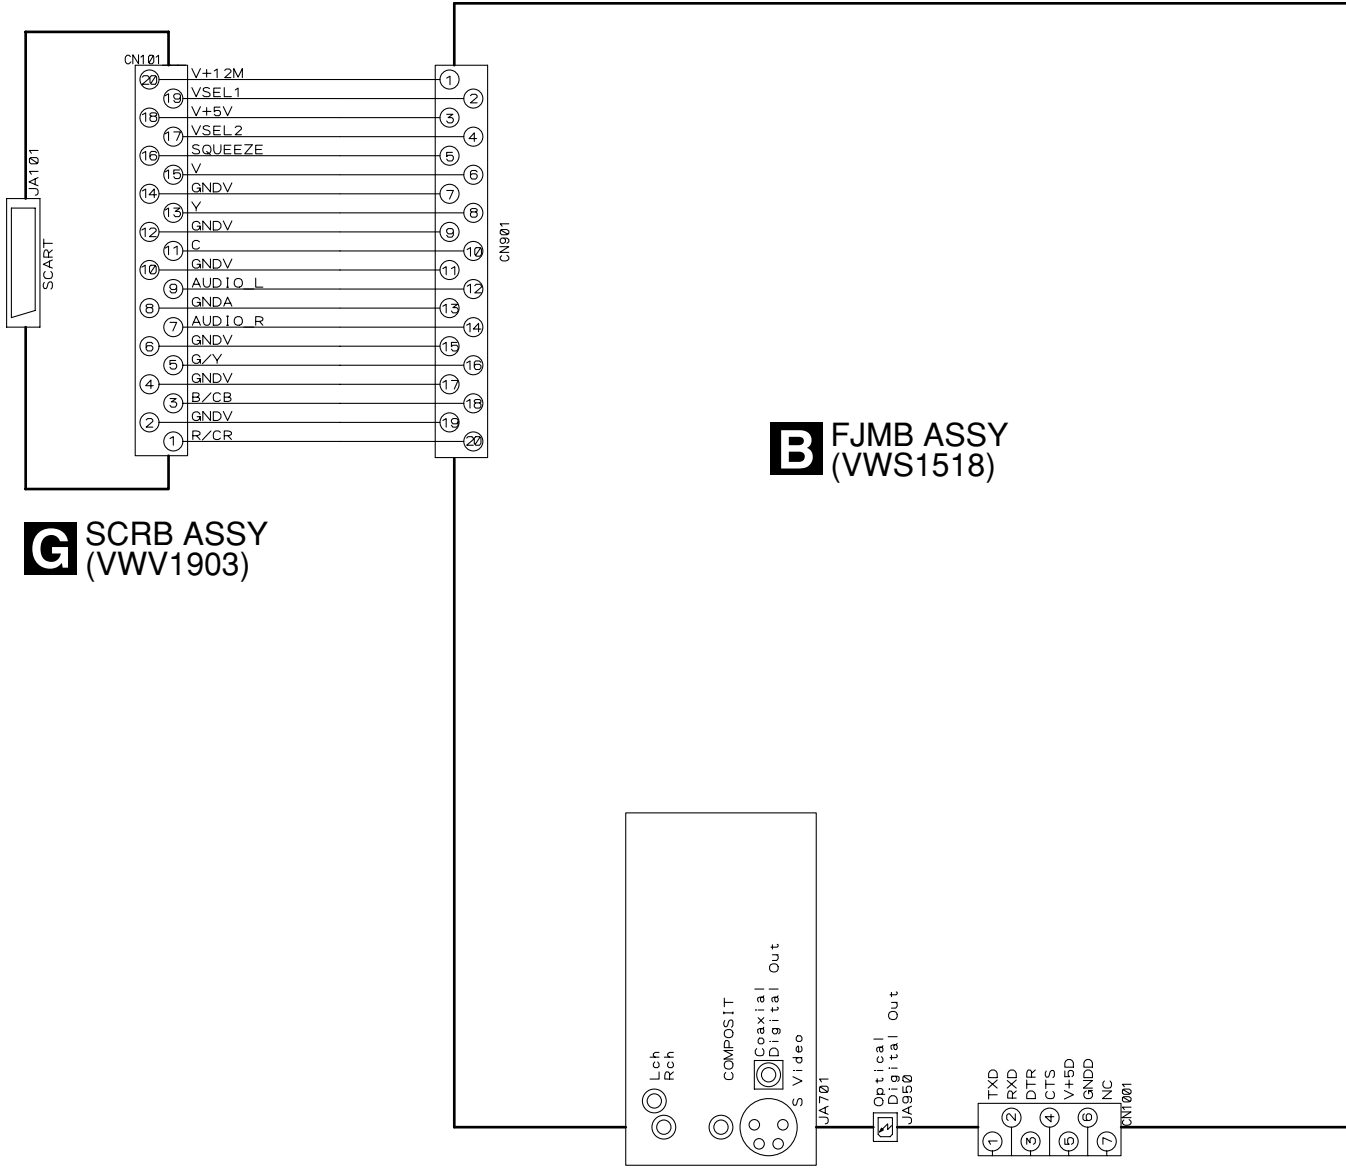 CN101
20 V+12M 1
19 VSEL1 2
18 V+5V 3
17 VSEL2 4
16 SQUEEZE 5
15 V 6
14 GNDV 7
13 Y 8
12 GNDV 9
11 C 10
10 GNDV 11
9 AUDIO_L 12
8 GNDA 13
7 AUDIO_R 14
6 GNDV 15
5 G/Y 16
4 GNDV 17
3 B/CB 18
2 GNDV 19
1 R/CR 20
JA101
SCART
CN901
B FJMB ASSY
(VWS1518)
G SCRB ASSY
(VWV1903)
Lch
Rch
COMPOSIT
Coaxial
Digital Out
S Video
JA701
Optical
Digital Out
JA950
TXD
RXD
DTR
CTS
V+5D
GNDD
NC
CN1001
1 2 3 4 5 6 7